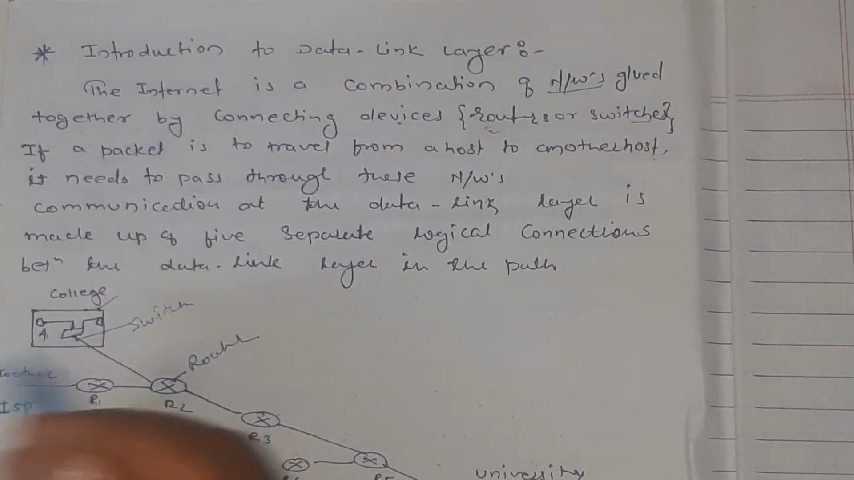 * Introduction to Data-Link Layer:-
The Internet is a combination of N/W's glued
together by connecting devices {routers or switches}
If a packet is to travel from a host to another host,
it needs to pass through these N/W's
communication at the data-link layer is
made up of five separate logical connections
betⁿ the data-link layer in the path
College
switch
A
Router
R1
R2
ISP
R3
R5
university